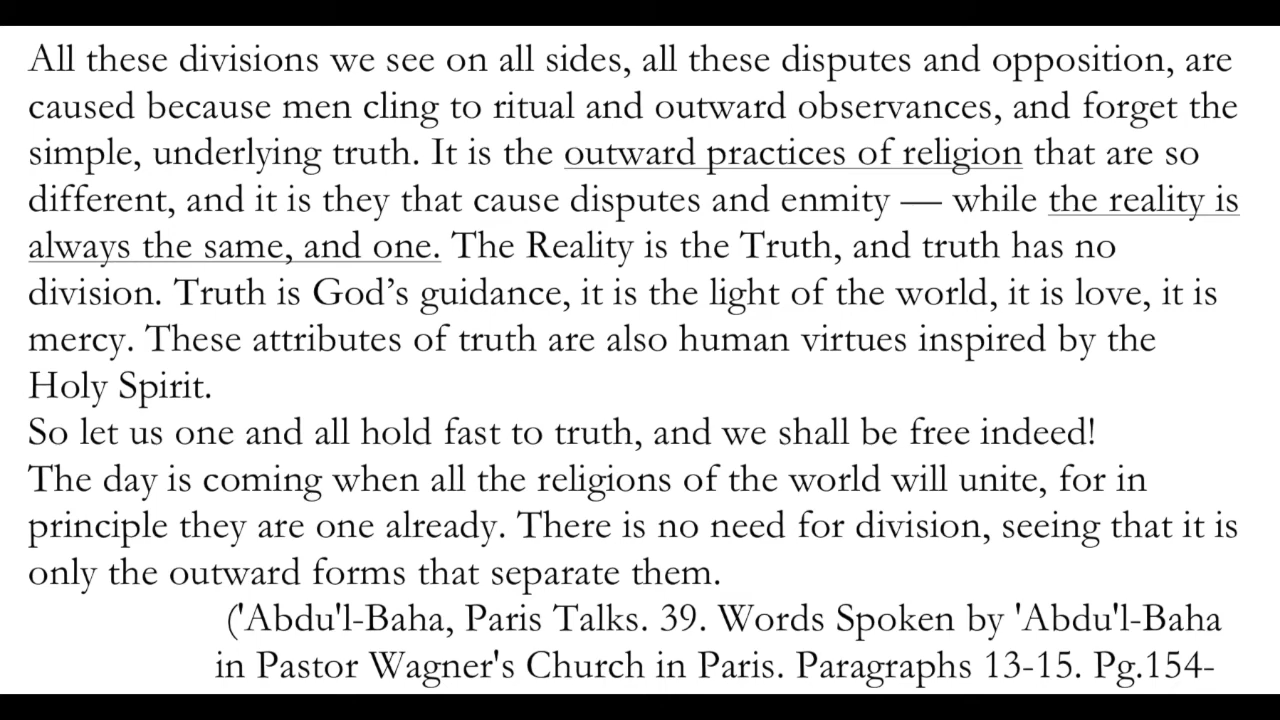 All these divisions we see on all sides, all these disputes and opposition, are
caused because men cling to ritual and outward observances, and forget the
simple, underlying truth. It is the outward practices of religion that are so
different, and it is they that cause disputes and enmity — while the reality is
always the same, and one. The Reality is the Truth, and truth has no
division. Truth is God’s guidance, it is the light of the world, it is love, it is
mercy. These attributes of truth are also human virtues inspired by the
Holy Spirit.
So let us one and all hold fast to truth, and we shall be free indeed!
The day is coming when all the religions of the world will unite, for in
principle they are one already. There is no need for division, seeing that it is
only the outward forms that separate them.
('Abdu'l-Baha, Paris Talks. 39. Words Spoken by 'Abdu'l-Baha
in Pastor Wagner's Church in Paris. Paragraphs 13-15. Pg.154-